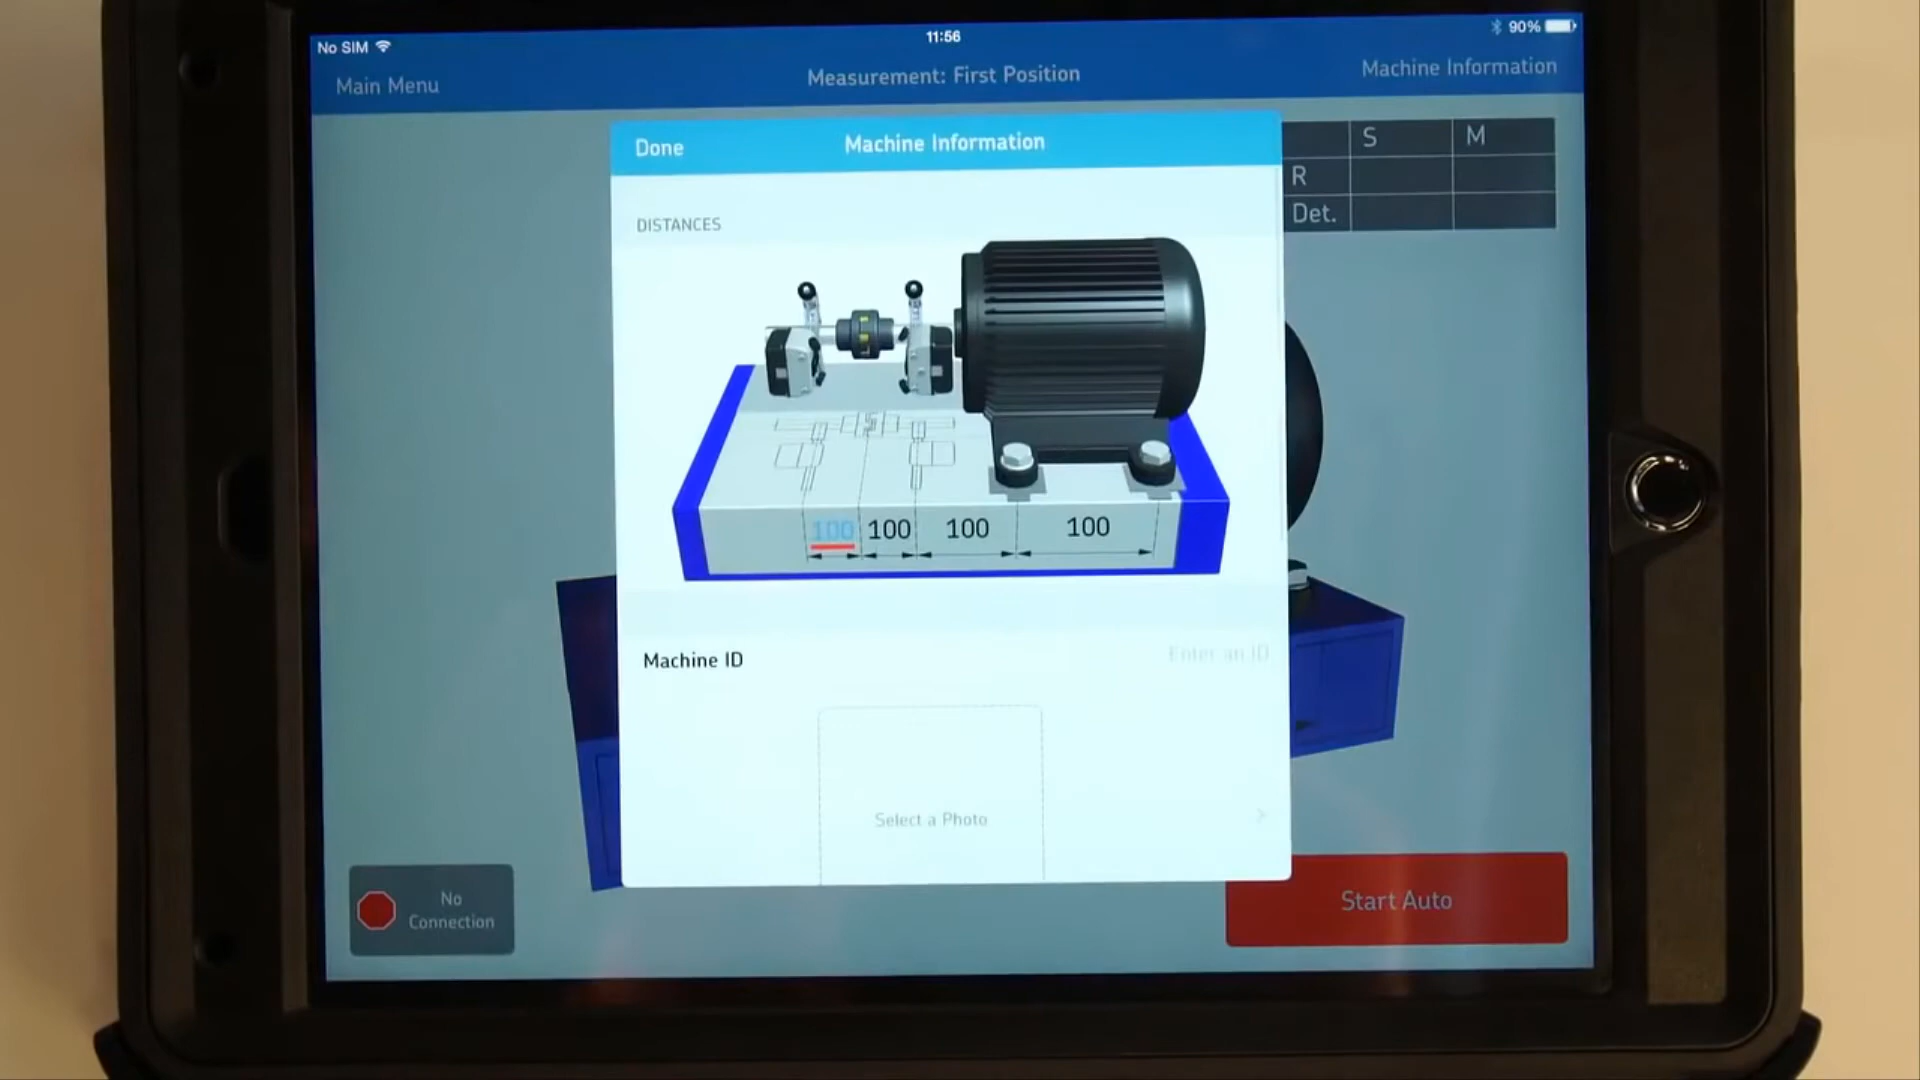 No SIM
11:56
90%
Main Menu
Measurement: First Position
Machine Information
Done
Machine Information
S
M
R
Det.
DISTANCES
100 100 100 100
Machine ID
Enter an ID
Select a Photo
No
Connection
Start Auto